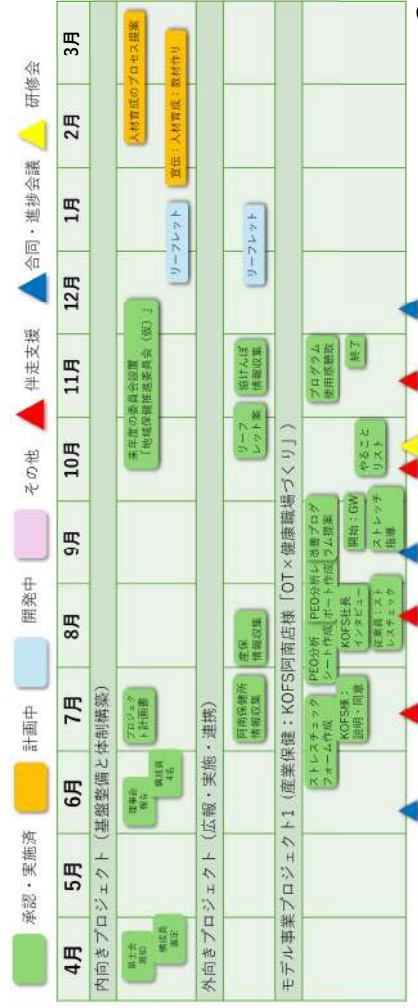 承認・実施済
計画中
開発中
その他
伴走支援
合同・進捗会議
研修会
4月
5月
6月
7月
8月
9月
10月
11月
12月
1月
2月
3月
内向きプロジェクト(基盤整備と体制構築)
県士会
周知
構成員
選定
理事会
報告
構成員
4名
プロジェク
ト計画書
来年度の委員会設置
「地域保健推進委員会(仮)」
リーフレット
人材育成のプロセス提案
宣伝:人材育成:教材作り
外向きプロジェクト(広報・実施・連携)
阿南保健所
情報収集
産保
情報収集
リーフ
レット案
協けんぽ
情報収集
リーフレット
モデル事業プロジェクト1(産業保健:KOFS阿南店様「OT×健康職場づくり」)
ストレスチェック
フォーム作成
KOFS様:
説明・同意
PEO分析
シート作成
KOFS社長
インタビュー
従業員:スト
レスチェック
PEO分析レ
ポート作成
改善プログ
ラム提案
開始:GW
ストレッチ
指導
やること
リスト
プログラム
使用感聴取
終了